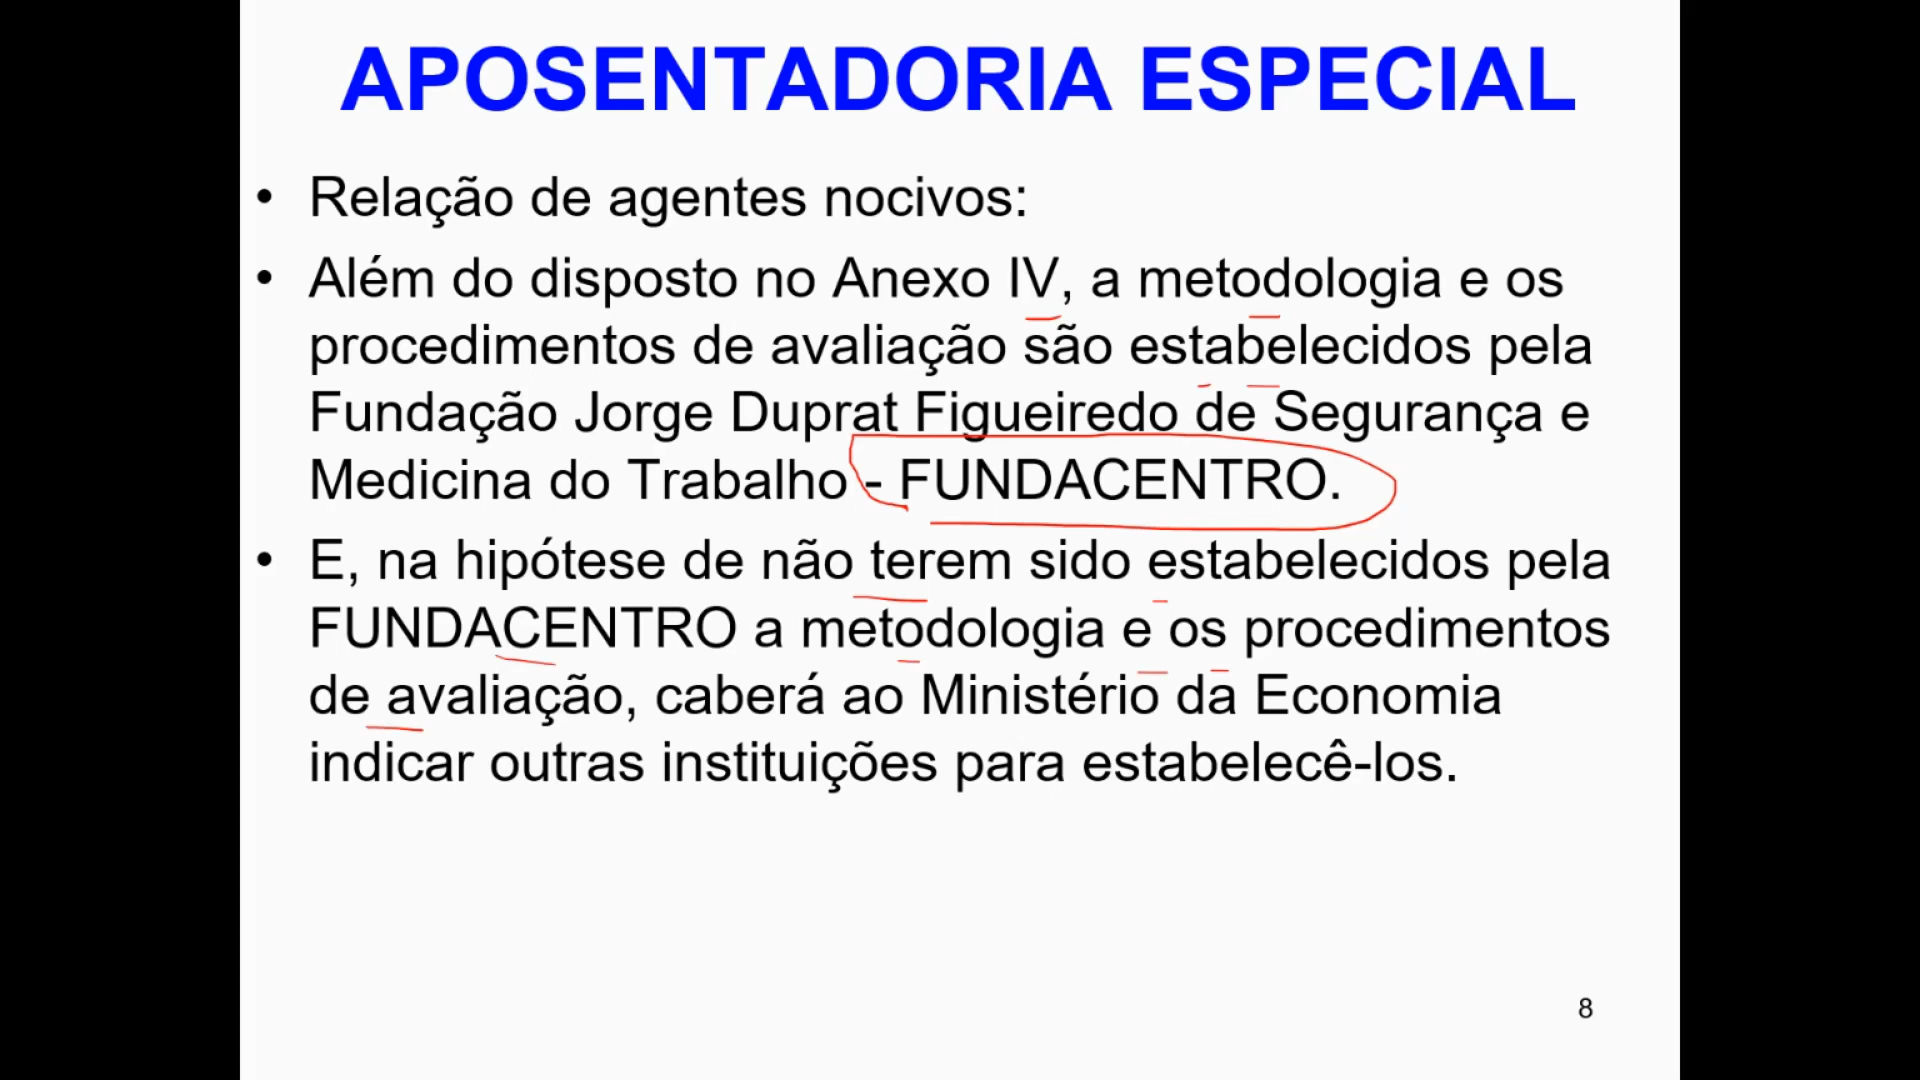 APOSENTADORIA ESPECIAL
• Relação de agentes nocivos:
• Além do disposto no Anexo IV, a metodologia e os
procedimentos de avaliação são estabelecidos pela
Fundação Jorge Duprat Figueiredo de Segurança e
Medicina do Trabalho - FUNDACENTRO.
• E, na hipótese de não terem sido estabelecidos pela
FUNDACENTRO a metodologia e os procedimentos
de avaliação, caberá ao Ministério da Economia
indicar outras instituições para estabelecê-los.
8